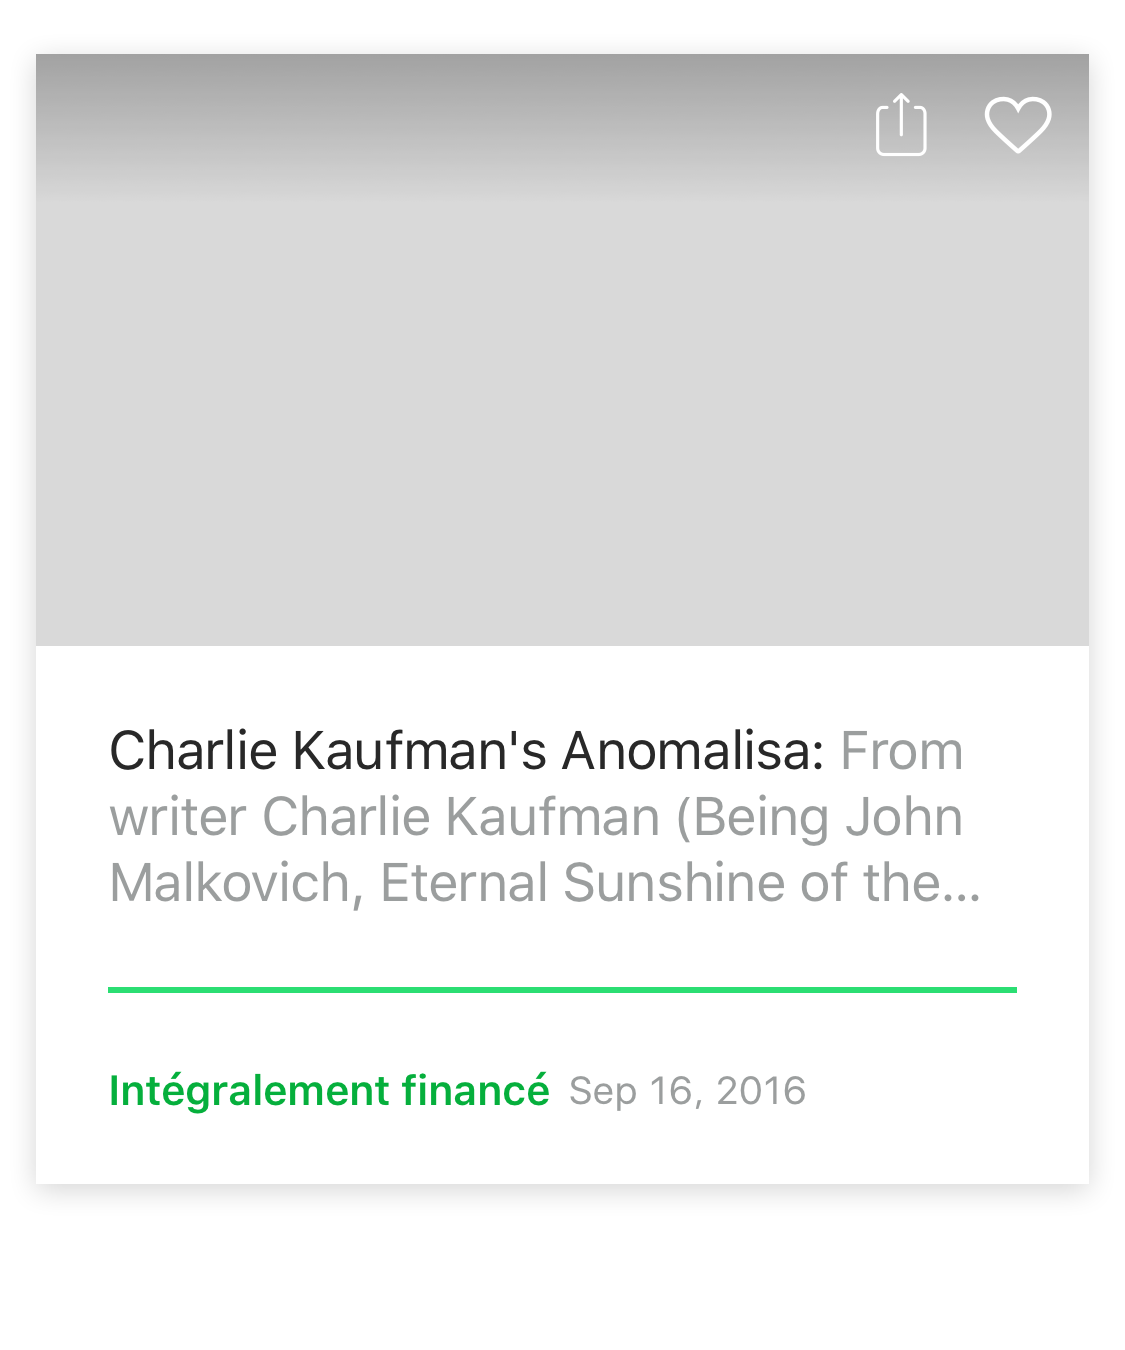 Charlie Kaufman's Anomalisa: From
writer Charlie Kaufman (Being John
Malkovich, Eternal Sunshine of the...
Intégralement financé Sep 16, 2016